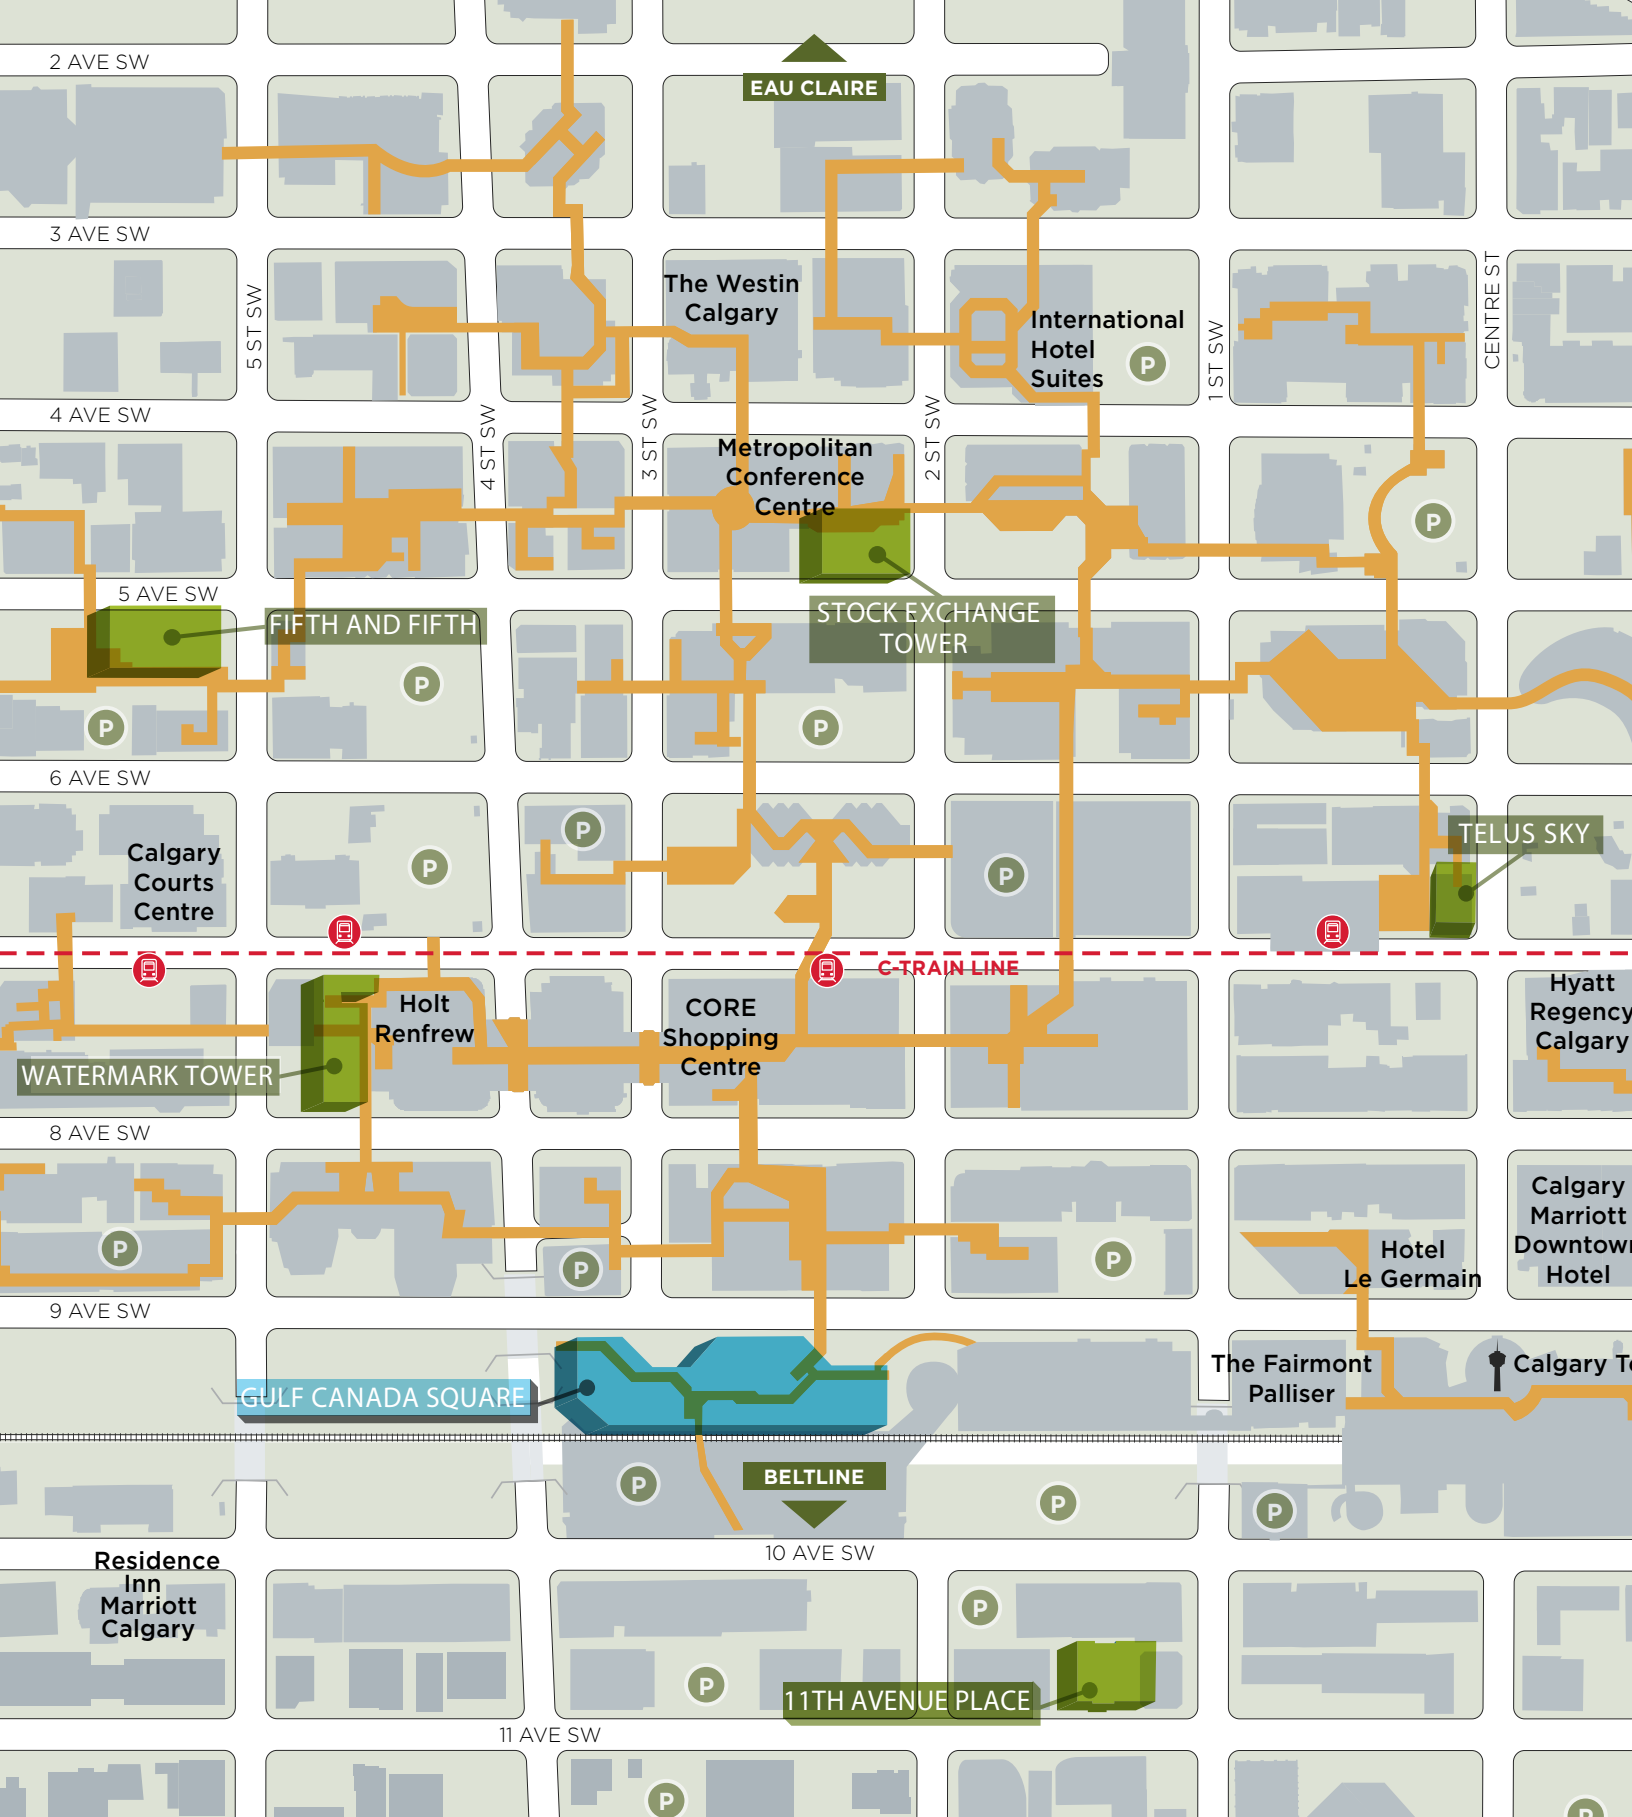 2 AVE SW
EAU CLAIRE
3 AVE SW
5 ST SW
The Westin
Calgary
International
Hotel
Suites
P
1 ST SW
CENTRE ST
4 AVE SW
4 ST SW
3 ST SW
2 ST SW
Metropolitan
Conference
Centre
P
5 AVE SW
FIFTH AND FIFTH
STOCK EXCHANGE
TOWER
P
P
P
6 AVE SW
P
TELUS SKY
Calgary
Courts
Centre
P
P
C-TRAIN LINE
Holt
Renfrew
CORE
Shopping
Centre
Hyatt
Regency
Calgary
WATERMARK TOWER
8 AVE SW
Calgary
Marriott
Downtown
Hotel
P
P
P
Hotel
Le Germain
9 AVE SW
The Fairmont
Palliser
Calgary T
GULF CANADA SQUARE
BELTLINE
P
P
P
10 AVE SW
Residence
Inn
Marriott
Calgary
P
P
11TH AVENUE PLACE
11 AVE SW
P
P